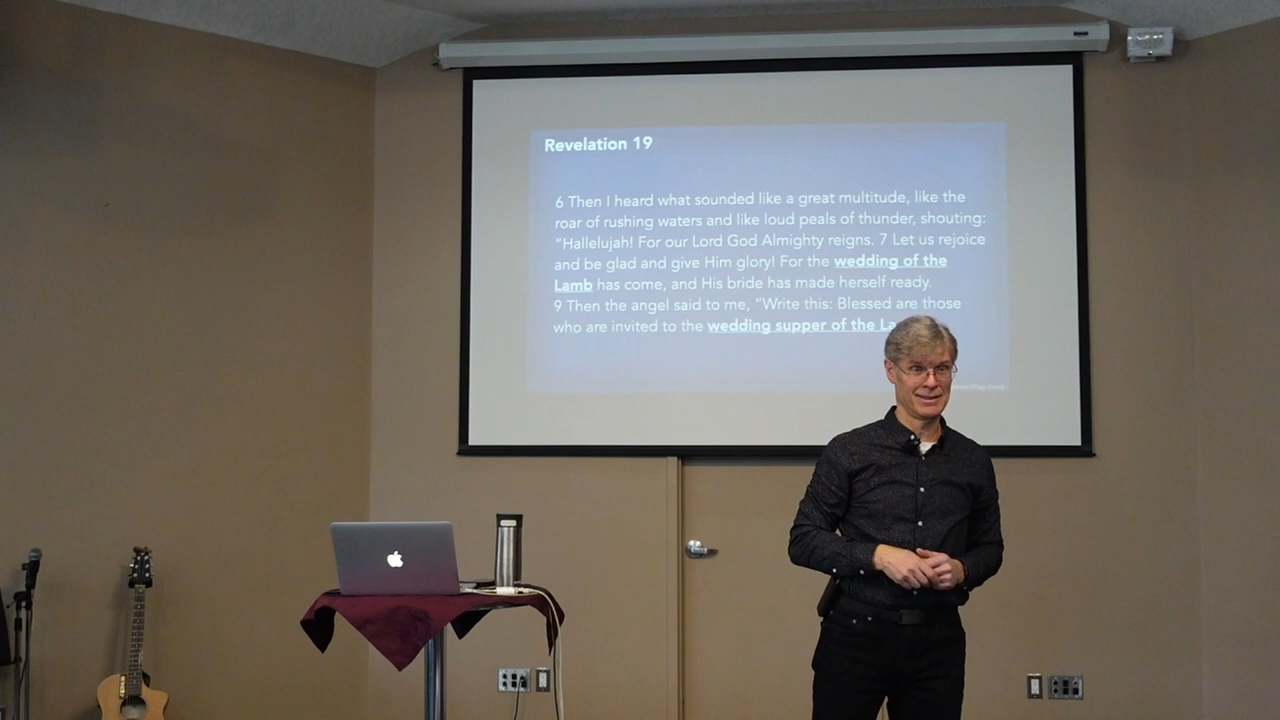 Revelation 19
6 Then I heard what sounded like a great multitude, like the
roar of rushing waters and like loud peals of thunder, shouting:
"Hallelujah! For our Lord God Almighty reigns. 7 Let us rejoice
and be glad and give Him glory! For the wedding of the
Lamb has come, and His bride has made herself ready.
9 Then the angel said to me, "Write this: Blessed are those
who are invited to the wedding supper of the La